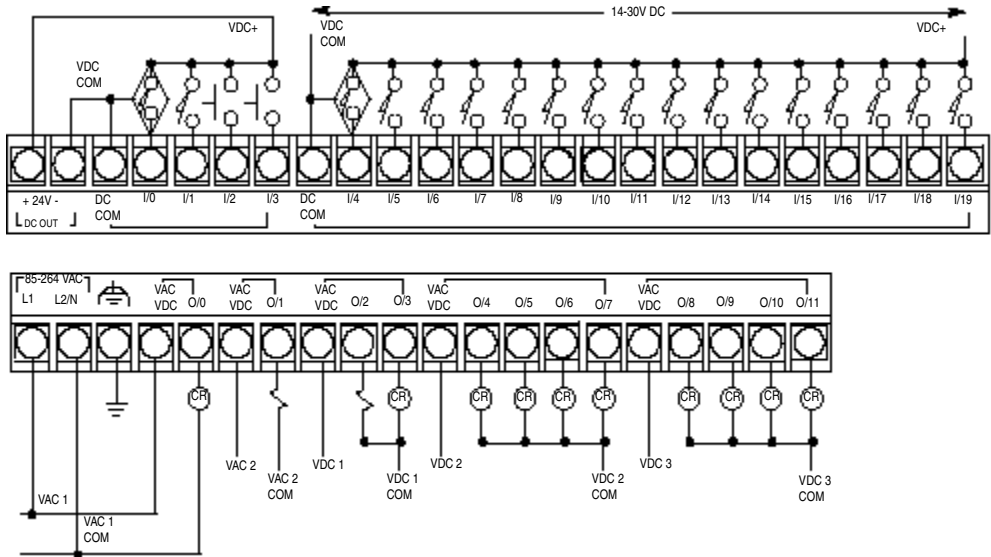 14-30V DC
VDC+
VDC
COM
VDC+
VDC
COM
+ 24V -
DC
COM
I/0
I/1
I/2
I/3
DC
COM
I/4
I/5
I/6
I/7
I/8
I/9
I/10
I/11
I/12
I/13
I/14
I/15
I/16
I/17
I/18
I/19
DC OUT
85-264 VAC
L1
L2/N
VAC
VDC
O/0
VAC
VDC
O/1
VAC
VDC
O/2
O/3
VAC
VDC
O/4
O/5
O/6
O/7
VAC
VDC
O/8
O/9
O/10
O/11
CR
CR
CR
CR
CR
CR
CR
CR
CR
CR
VAC 2
VAC 2
COM
VDC 1
VDC 1
COM
VDC 2
VDC 2
COM
VDC 3
VDC 3
COM
VAC 1
VAC 1
COM